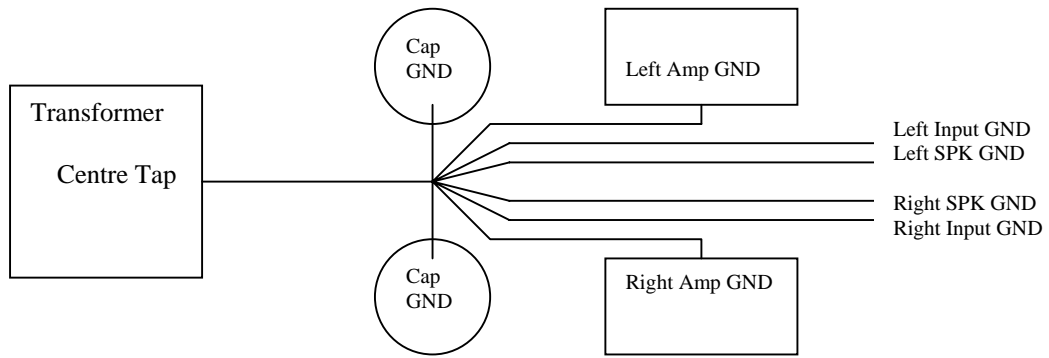 Cap
GND
Left Amp GND
Transformer
Centre Tap
Left Input GND
Left SPK GND
Right SPK GND
Right Input GND
Cap
GND
Right Amp GND